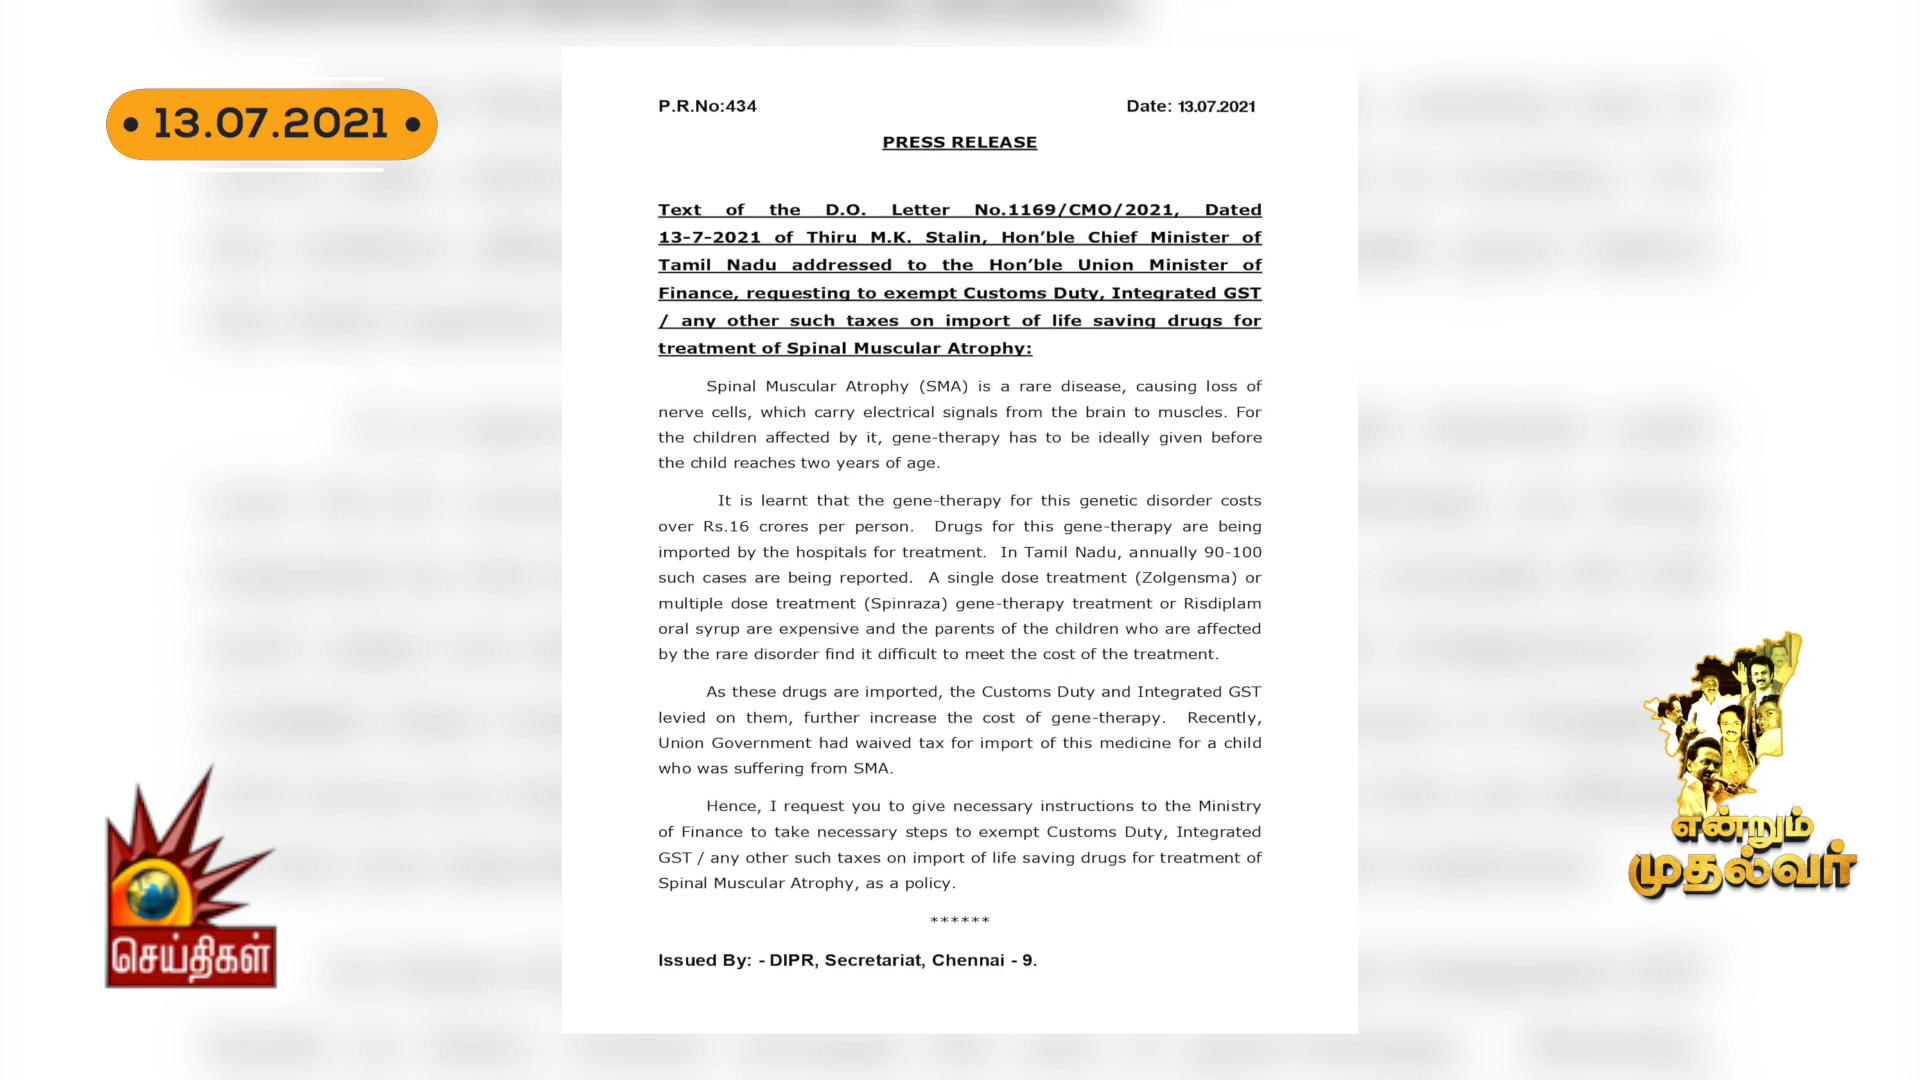 • 13.07.2021 •
P.R.No:434
Date: 13.07.2021
PRESS RELEASE
Text of the D.O. Letter No.1169/CMO/2021, Dated
13-7-2021 of Thiru M.K. Stalin, Hon’ble Chief Minister of
Tamil Nadu addressed to the Hon’ble Union Minister of
Finance, requesting to exempt Customs Duty, Integrated GST
/ any other such taxes on import of life saving drugs for
treatment of Spinal Muscular Atrophy:
Spinal Muscular Atrophy (SMA) is a rare disease, causing loss of
nerve cells, which carry electrical signals from the brain to muscles. For
the children affected by it, gene-therapy has to be ideally given before
the child reaches two years of age.
It is learnt that the gene-therapy for this genetic disorder costs
over Rs.16 crores per person. Drugs for this gene-therapy are being
imported by the hospitals for treatment. In Tamil Nadu, annually 90-100
such cases are being reported. A single dose treatment (Zolgensma) or
multiple dose treatment (Spinraza) gene-therapy treatment or Risdiplam
oral syrup are expensive and the parents of the children who are affected
by the rare disorder find it difficult to meet the cost of the treatment.
As these drugs are imported, the Customs Duty and Integrated GST
levied on them, further increase the cost of gene-therapy. Recently,
Union Government had waived tax for import of this medicine for a child
who was suffering from SMA.
Hence, I request you to give necessary instructions to the Ministry
of Finance to take necessary steps to exempt Customs Duty, Integrated
GST / any other such taxes on import of life saving drugs for treatment of
Spinal Muscular Atrophy, as a policy.
******
Issued By: - DIPR, Secretariat, Chennai - 9.
செய்திகள்
என்றும்
முதல்வர்